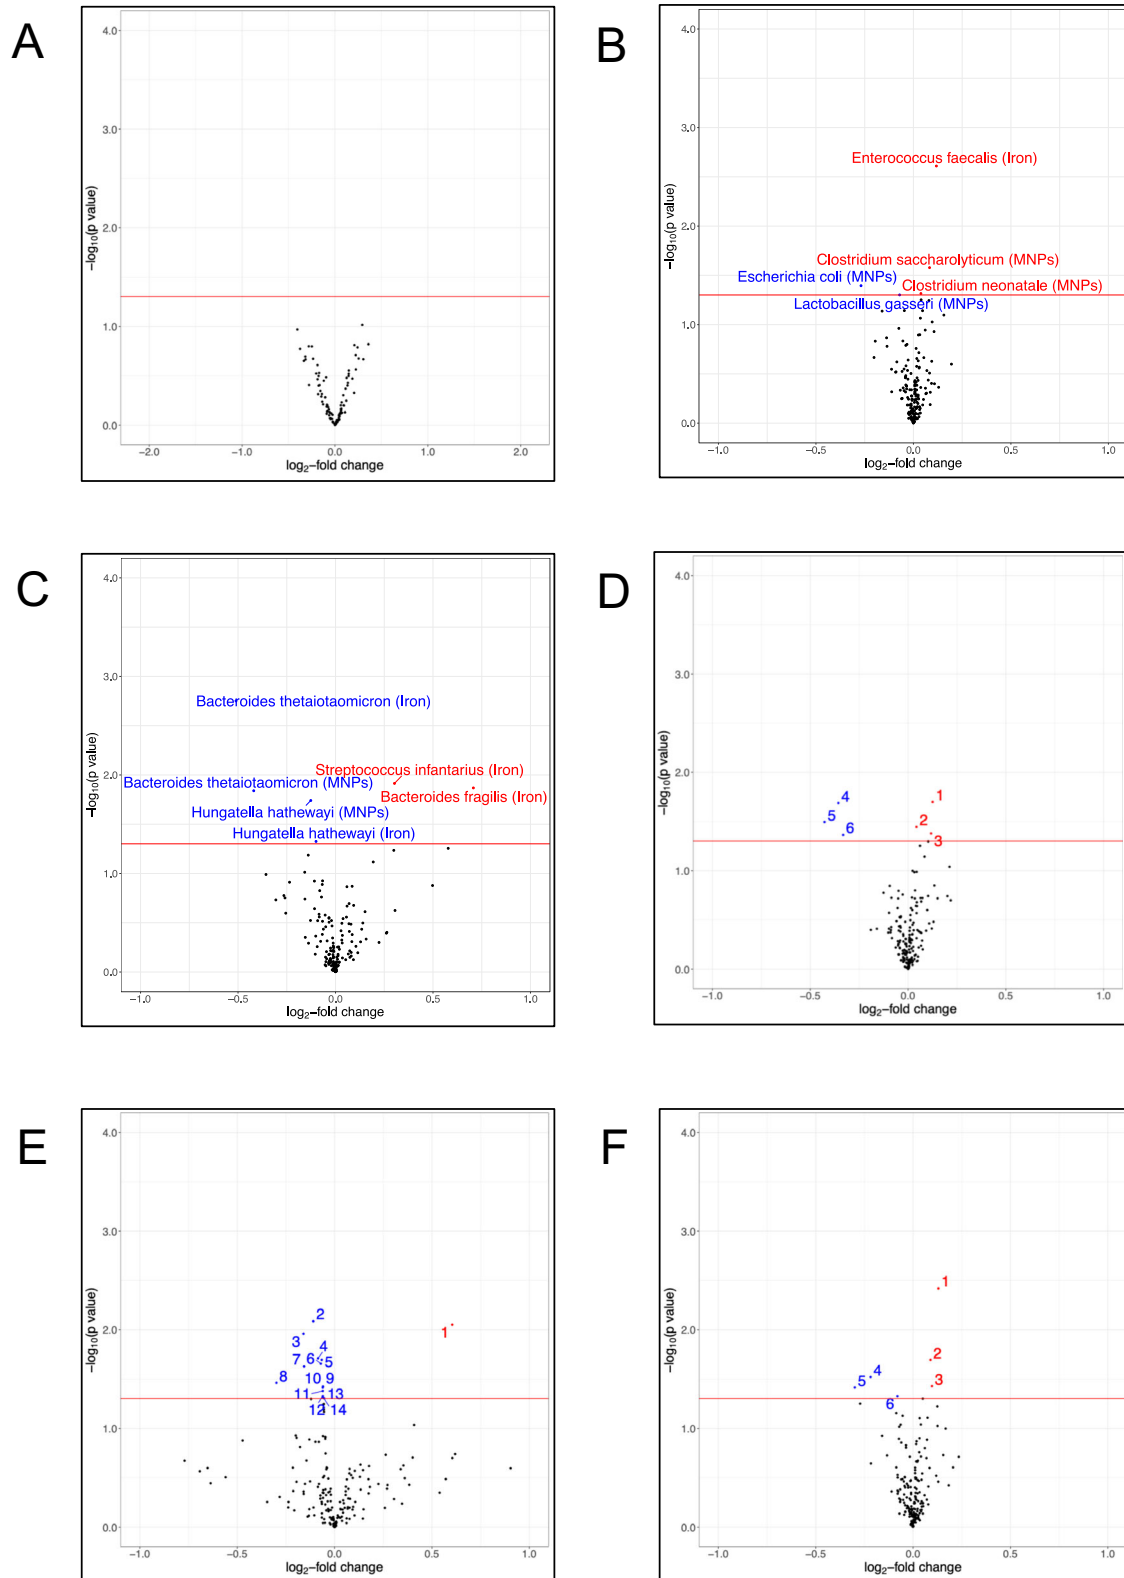 A
4.0
3.0
2.0
1.0
0.0
−log10(p value)
−2.0 −1.0 0.0 1.0 2.0
log2−fold change
B
4.0
3.0
2.0
1.0
0.0
−log10(p value)
Enterococcus faecalis (Iron)
Clostridium saccharolyticum (MNPs)
Escherichia coli (MNPs)
Clostridium neonatale (MNPs)
Lactobacillus gasseri (MNPs)
−1.0 −0.5 0.0 0.5 1.0
log2−fold change
C
4.0
3.0
2.0
1.0
0.0
−log10(p value)
Bacteroides thetaiotaomicron (Iron)
Streptococcus infantarius (Iron)
Bacteroides thetaiotaomicron (MNPs)
Bacteroides fragilis (Iron)
Hungatella hathewayi (MNPs)
Hungatella hathewayi (Iron)
−1.0 −0.5 0.0 0.5 1.0
log2−fold change
D
4.0
3.0
2.0
1.0
0.0
−log10(p value)
4 1
5 2
6 3
−1.0 −0.5 0.0 0.5 1.0
log2−fold change
E
4.0
3.0
2.0
1.0
0.0
−log10(p value)
2
1
3 4
7 6 5
8 10 9
11 13
12 14
−1.0 −0.5 0.0 0.5 1.0
log2−fold change
F
4.0
3.0
2.0
1.0
0.0
−log10(p value)
1
2
4
5 3
6
−1.0 −0.5 0.0 0.5 1.0
log2−fold change